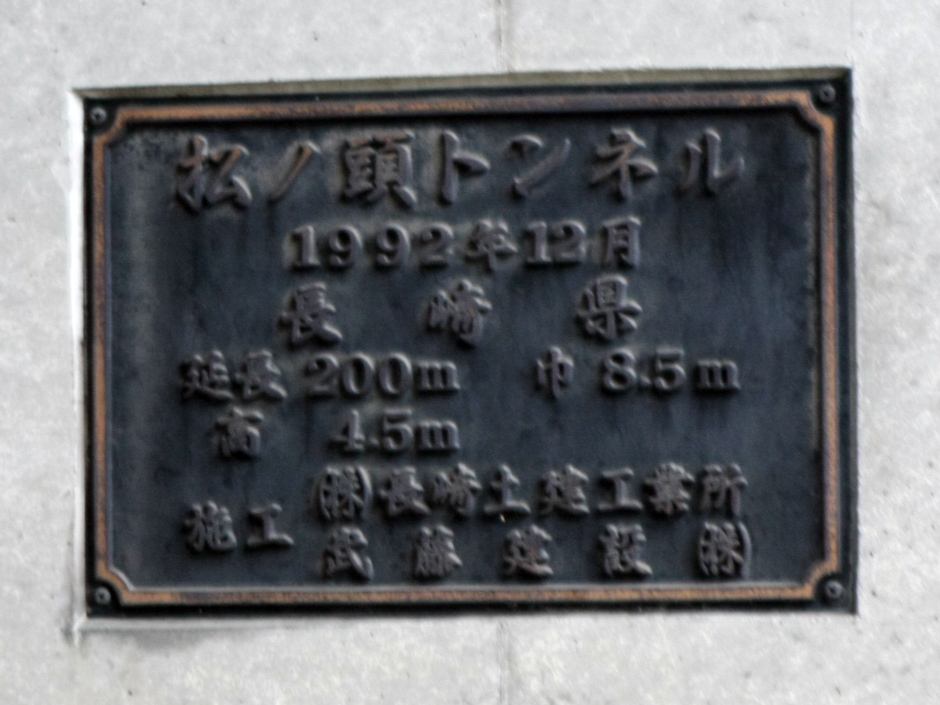 松ノ頭トンネル
1992年12月
長崎県
延長 200m 巾 8.5m
高 4.5m
施工 ㈱長崎土建工業所
武藤建設㈱